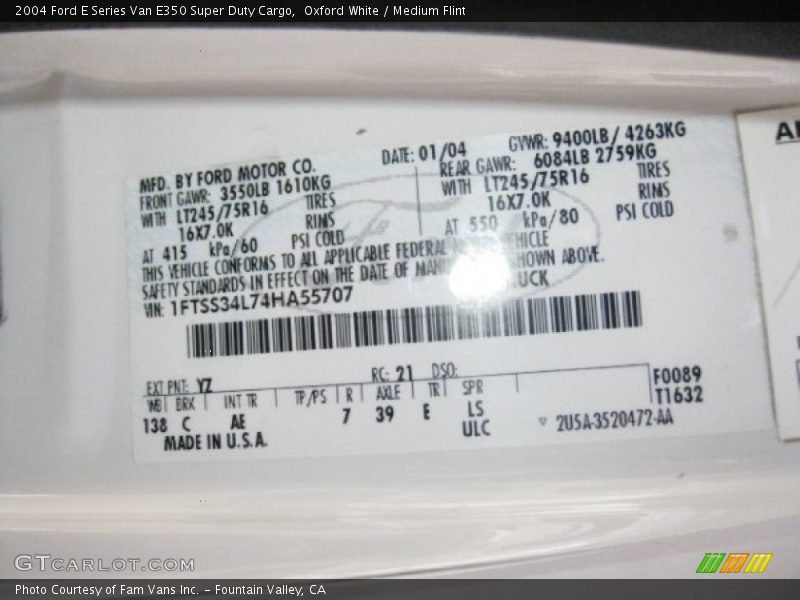 2004 Ford E Series Van E350 Super Duty Cargo, Oxford White / Medium Flint
MFD. BY FORD MOTOR CO.
DATE: 01/04
GVWR: 9400LB/ 4263KG
FRONT GAWR: 3550LB 1610KG
REAR GAWR: 6084LB 2759KG
WITH LT245/75R16 TIRES
WITH LT245/75R16 TIRES
16X7.0K RIMS
16X7.0K RIMS
AT 415 kPa/60 PSI COLD
AT 550 kPa/80 PSI COLD
THIS VEHICLE CONFORMS TO ALL APPLICABLE FEDERAL VEHICLE
SAFETY STANDARDS IN EFFECT ON THE DATE OF SHOWN ABOVE.
VIN: 1FTSS34L74HA55707
EXT PNT: YZ RC: 21 DSO:
WB BRK INT TR TP/PS R AXLE TR SPR
F0089
T1632
138 C AE 7 39 E LS
ULC
MADE IN U.S.A.
2U5A-3520472-AA
GTCARLOT.COM
Photo Courtesy of Fam Vans Inc. – Fountain Valley, CA